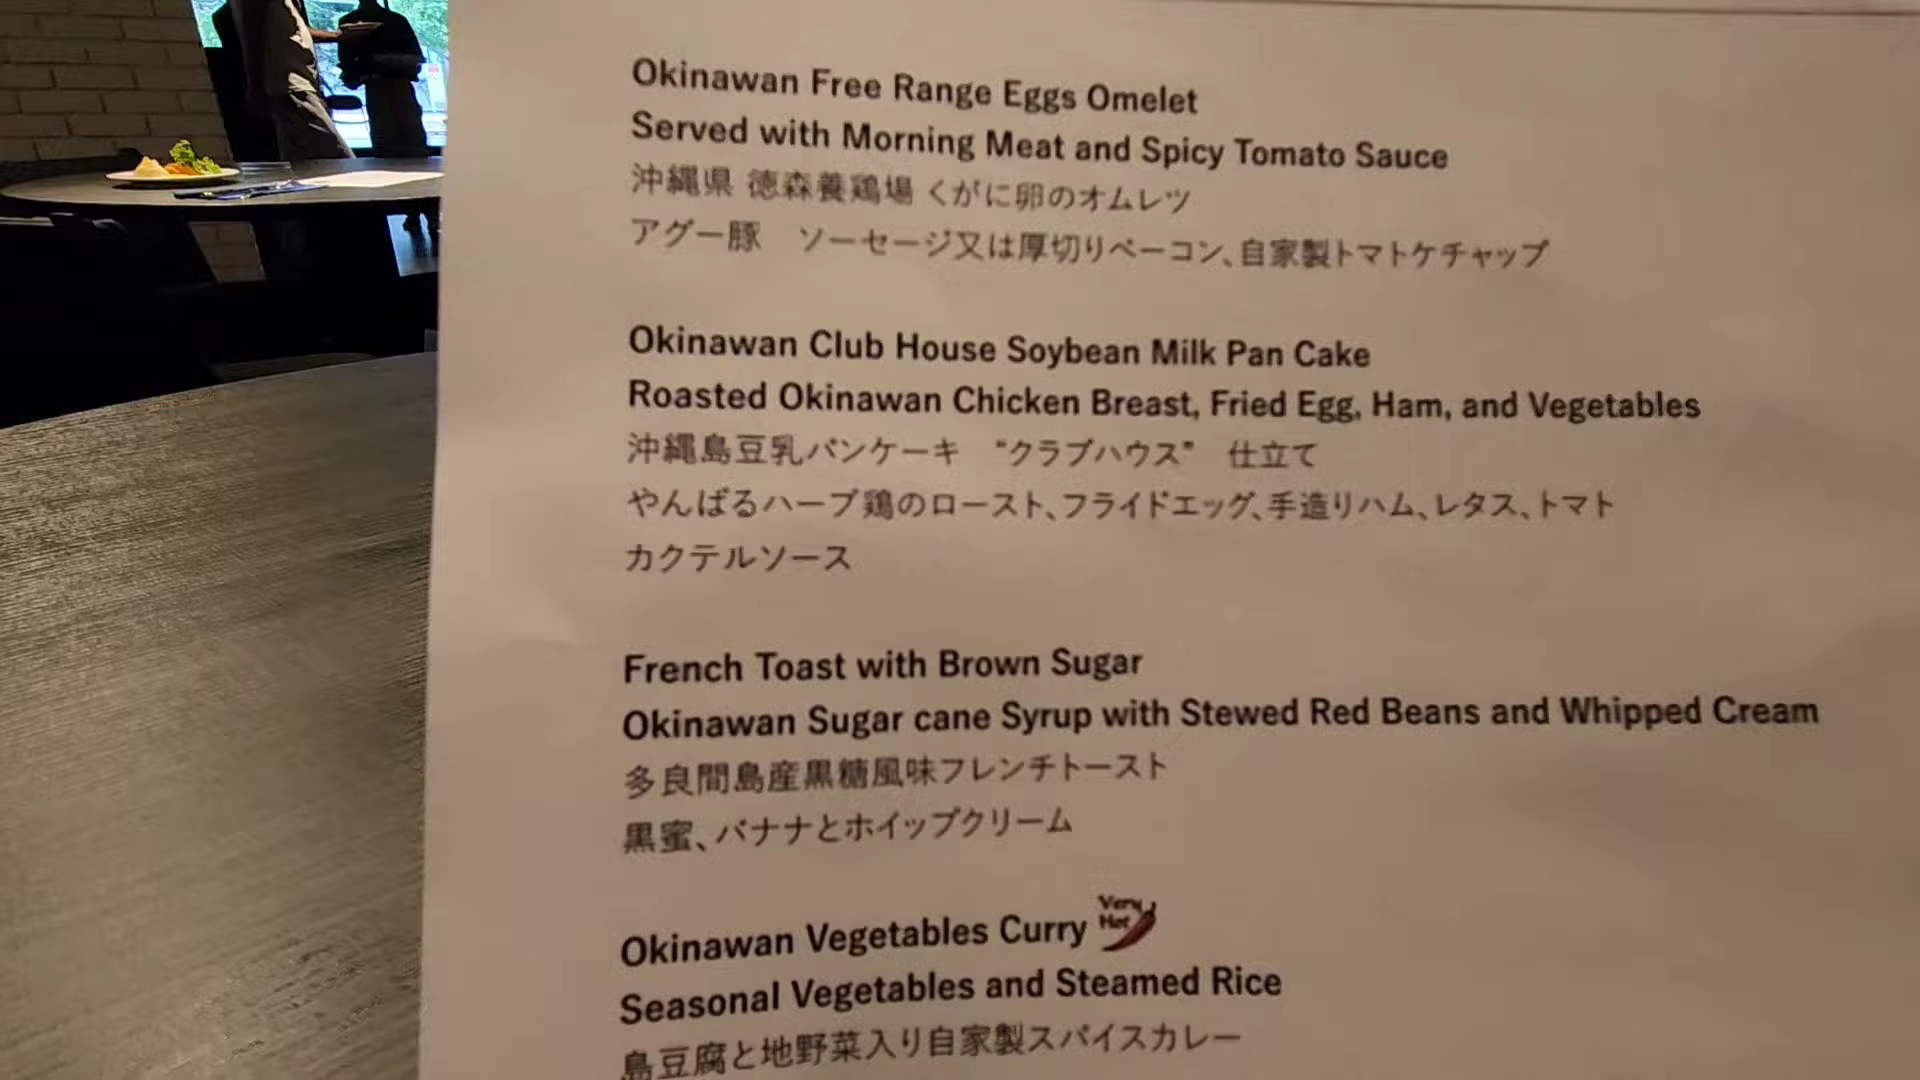 Okinawan Free Range Eggs Omelet
Served with Morning Meat and Spicy Tomato Sauce
沖縄県 徳森養鶏場 くがに卵のオムレツ
アグー豚　ソーセージ又は厚切りベーコン、自家製トマトケチャップ
Okinawan Club House Soybean Milk Pan Cake
Roasted Okinawan Chicken Breast, Fried Egg, Ham, and Vegetables
沖縄島豆乳パンケーキ　“クラブハウス”　仕立て
やんばるハーブ鶏のロースト、フライドエッグ、手造りハム、レタス、トマト
カクテルソース
French Toast with Brown Sugar
Okinawan Sugar cane Syrup with Stewed Red Beans and Whipped Cream
多良間島産黒糖風味フレンチトースト
黒蜜、バナナとホイップクリーム
Okinawan Vegetables Curry Very Hot
Seasonal Vegetables and Steamed Rice
島豆腐と地野菜入り自家製スパイスカレー